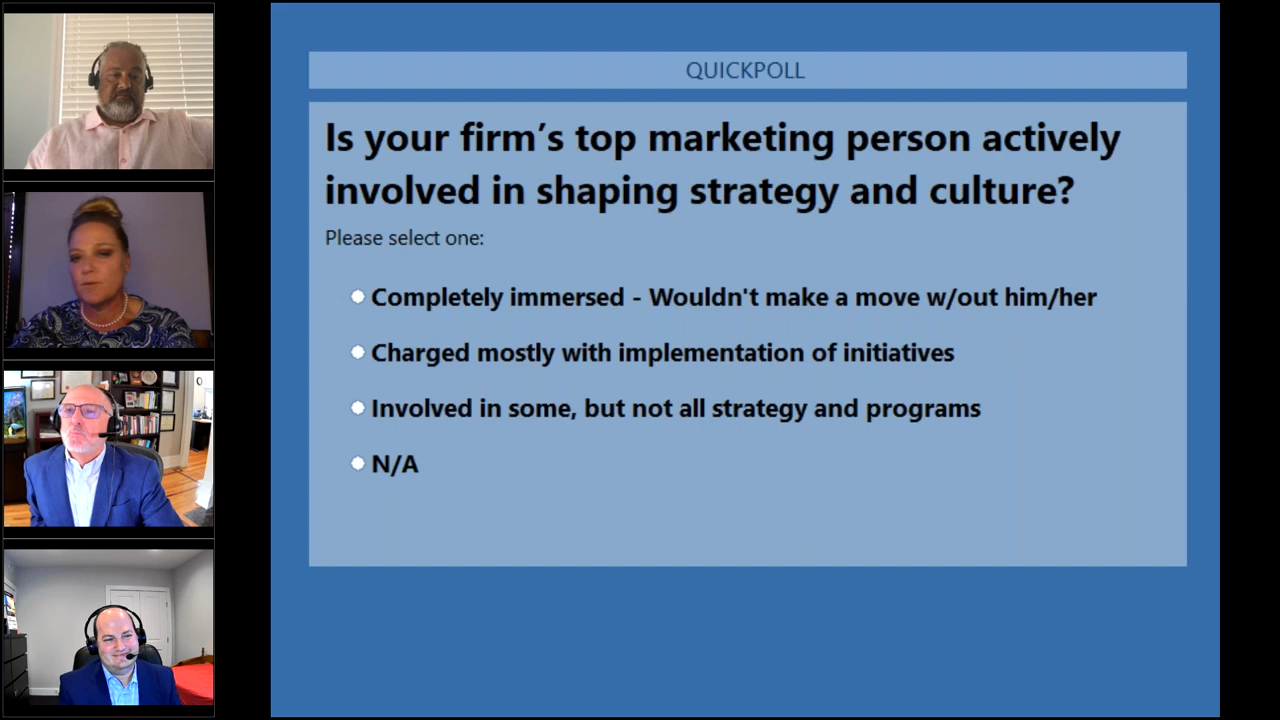 QUICKPOLL
Is your firm’s top marketing person actively
involved in shaping strategy and culture?
Please select one:
Completely immersed - Wouldn't make a move w/out him/her
Charged mostly with implementation of initiatives
Involved in some, but not all strategy and programs
N/A